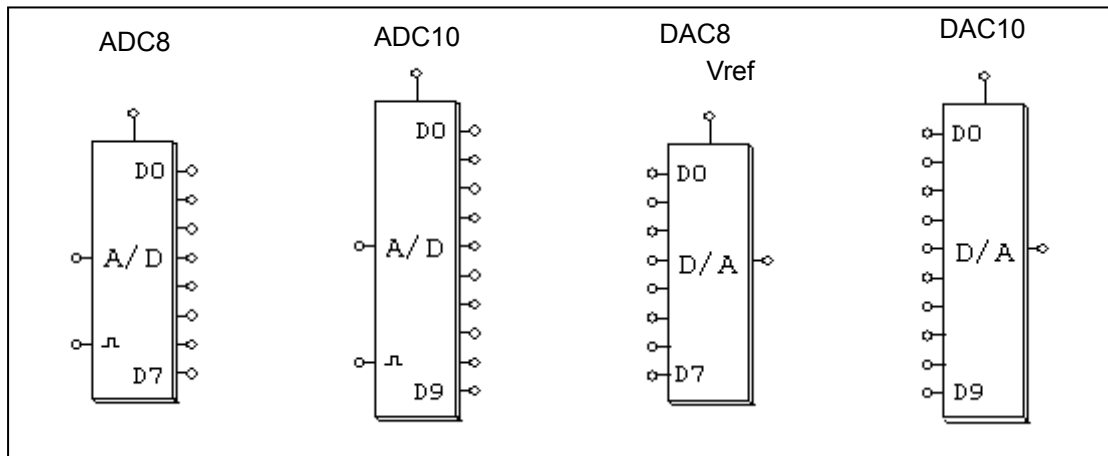 ADC8
ADC10
DAC8
DAC10
Vref
D0
A/D
D7
D0
A/D
D9
D0
D/A
D7
D0
D/A
D9